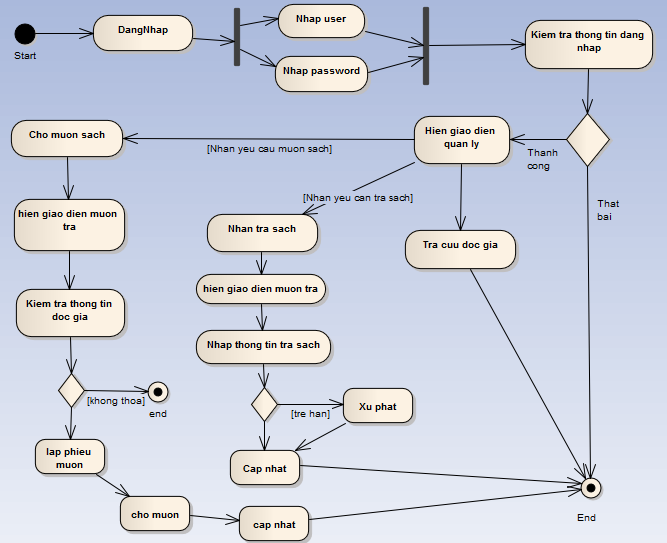 Start
DangNhap
Nhap user
Nhap password
Kiem tra thong tin dang
nhap
Thanh
cong
That
bai
Hien giao dien
quan ly
[Nhan yeu cau muon sach]
Cho muon sach
[Nhan yeu can tra sach]
hien giao dien muon
tra
Nhan tra sach
Tra cuu doc gia
Kiem tra thong tin
doc gia
hien giao dien muon tra
Nhap thong tin tra sach
[khong thoa]
end
[tre han]
Xu phat
lap phieu
muon
Cap nhat
cho muon
cap nhat
End